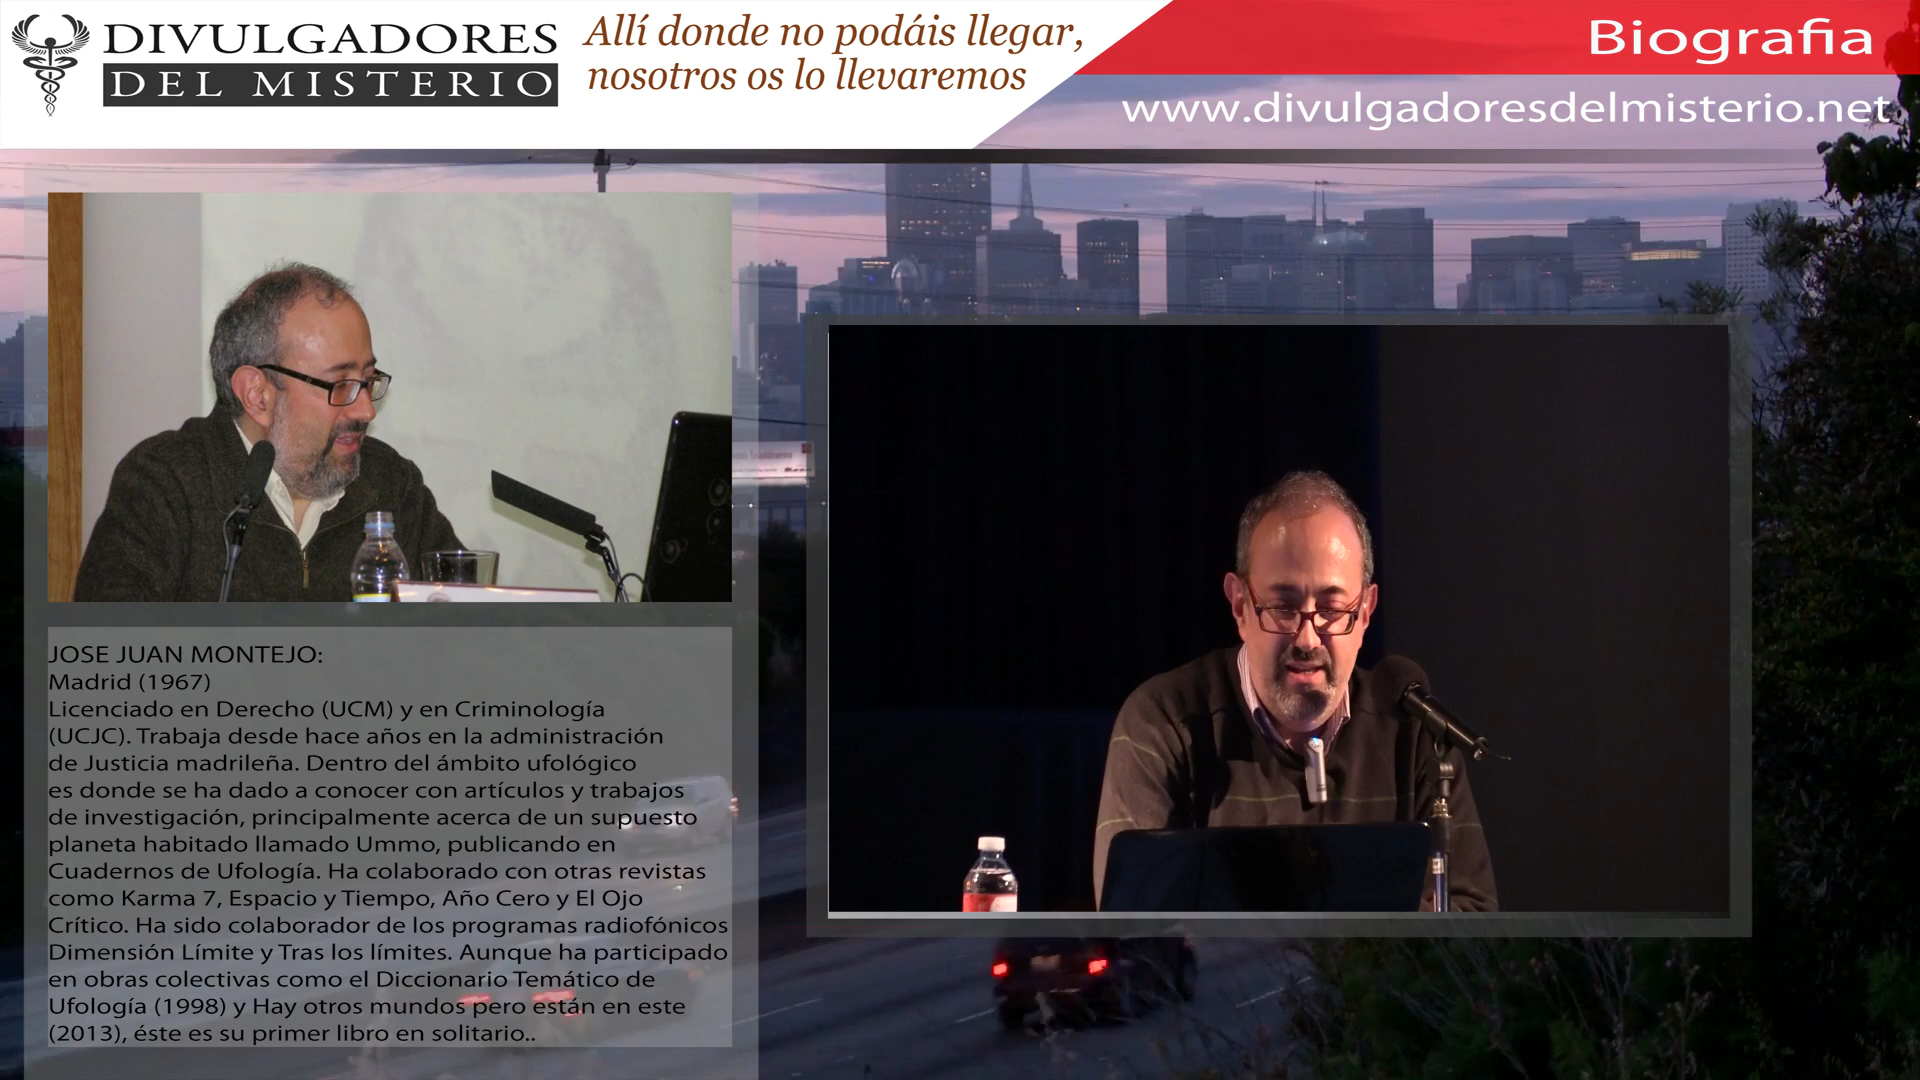 DIVULGADORES
DEL MISTERIO
Allí donde no podáis llegar,
nosotros os lo llevaremos
Biografia
www.divulgadoresdelmisterio.net
JOSE JUAN MONTEJO:
Madrid (1967)
Licenciado en Derecho (UCM) y en Criminología
(UCJC). Trabaja desde hace años en la administración
de Justicia madrileña. Dentro del ámbito ufológico
es donde se ha dado a conocer con artículos y trabajos
de investigación, principalmente acerca de un supuesto
planeta habitado llamado Ummo, publicando en
Cuadernos de Ufología. Ha colaborado con otras revistas
como Karma 7, Espacio y Tiempo, Año Cero y El Ojo
Crítico. Ha sido colaborador de los programas radiofónicos
Dimensión Límite y Tras los límites. Aunque ha participado
en obras colectivas como el Diccionario Temático de
Ufología (1998) y Hay otros mundos pero están en este
(2013), éste es su primer libro en solitario..